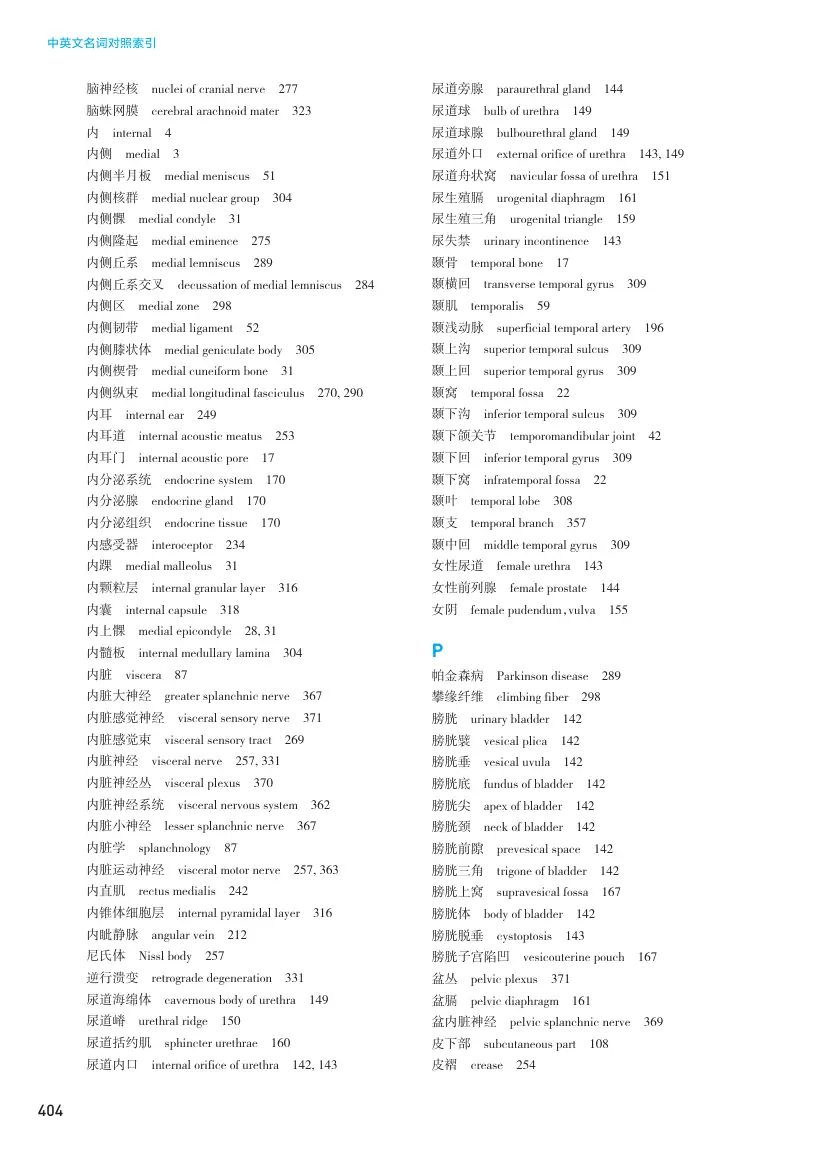 中英文名词对照索引
脑神经核 nuclei of cranial nerve 277
脑蛛网膜 cerebral arachnoid mater 323
内 internal 4
内侧 medial 3
内侧半月板 medial meniscus 51
内侧核群 medial nuclear group 304
内侧髁 medial condyle 31
内侧隆起 medial eminence 275
内侧丘系 medial lemniscus 289
内侧丘系交叉 decussation of medial lemniscus 284
内侧区 medial zone 298
内侧韧带 medial ligament 52
内侧膝状体 medial geniculate body 305
内侧楔骨 medial cuneiform bone 31
内侧纵束 medial longitudinal fasciculus 270, 290
内耳 internal ear 249
内耳道 internal acoustic meatus 253
内耳门 internal acoustic pore 17
内分泌系统 endocrine system 170
内分泌腺 endocrine gland 170
内分泌组织 endocrine tissue 170
内感受器 interoceptor 234
内踝 medial malleolus 31
内颗粒层 internal granular layer 316
内囊 internal capsule 318
内上髁 medial epicondyle 28, 31
内髓板 internal medullary lamina 304
内脏 viscera 87
内脏大神经 greater splanchnic nerve 367
内脏感觉神经 visceral sensory nerve 371
内脏感觉束 visceral sensory tract 269
内脏神经 visceral nerve 257, 331
内脏神经丛 visceral plexus 370
内脏神经系统 visceral nervous system 362
内脏小神经 lesser splanchnic nerve 367
内脏学 splanchnology 87
内脏运动神经 visceral motor nerve 257, 363
内直肌 rectus medialis 242
内锥体细胞层 internal pyramidal layer 316
内眦静脉 angular vein 212
尼氏体 Nissl body 257
逆行溃变 retrograde degeneration 331
尿道海绵体 cavernous body of urethra 149
尿道嵴 urethral ridge 150
尿道括约肌 sphincter urethrae 160
尿道内口 internal orifice of urethra 142, 143
尿道旁腺 paraurethral gland 144
尿道球 bulb of urethra 149
尿道球腺 bulbourethral gland 149
尿道外口 external orifice of urethra 143, 149
尿道舟状窝 navicular fossa of urethra 151
尿生殖膈 urogenital diaphragm 161
尿生殖三角 urogenital triangle 159
尿失禁 urinary incontinence 143
颞骨 temporal bone 17
颞横回 transverse temporal gyrus 309
颞肌 temporalis 59
颞浅动脉 superficial temporal artery 196
颞上沟 superior temporal sulcus 309
颞上回 superior temporal gyrus 309
颞窝 temporal fossa 22
颞下沟 inferior temporal sulcus 309
颞下颌关节 temporomandibular joint 42
颞下回 inferior temporal gyrus 309
颞下窝 infratemporal fossa 22
颞叶 temporal lobe 308
颞支 temporal branch 357
颞中回 middle temporal gyrus 309
女性尿道 female urethra 143
女性前列腺 female prostate 144
女阴 female pudendum, vulva 155
P
帕金森病 Parkinson disease 289
攀缘纤维 climbing fiber 298
膀胱 urinary bladder 142
膀胱襞 vesical plica 142
膀胱垂 vesical uvula 142
膀胱底 fundus of bladder 142
膀胱尖 apex of bladder 142
膀胱颈 neck of bladder 142
膀胱前隙 prevesical space 142
膀胱三角 trigone of bladder 142
膀胱上窝 supravesical fossa 167
膀胱体 body of bladder 142
膀胱脱垂 cystoptosis 143
膀胱子宫陷凹 vesicouterine pouch 167
盆丛 pelvic plexus 371
盆膈 pelvic diaphragm 161
盆内脏神经 pelvic splanchnic nerve 369
皮下部 subcutaneous part 108
皮褶 crease 254
404